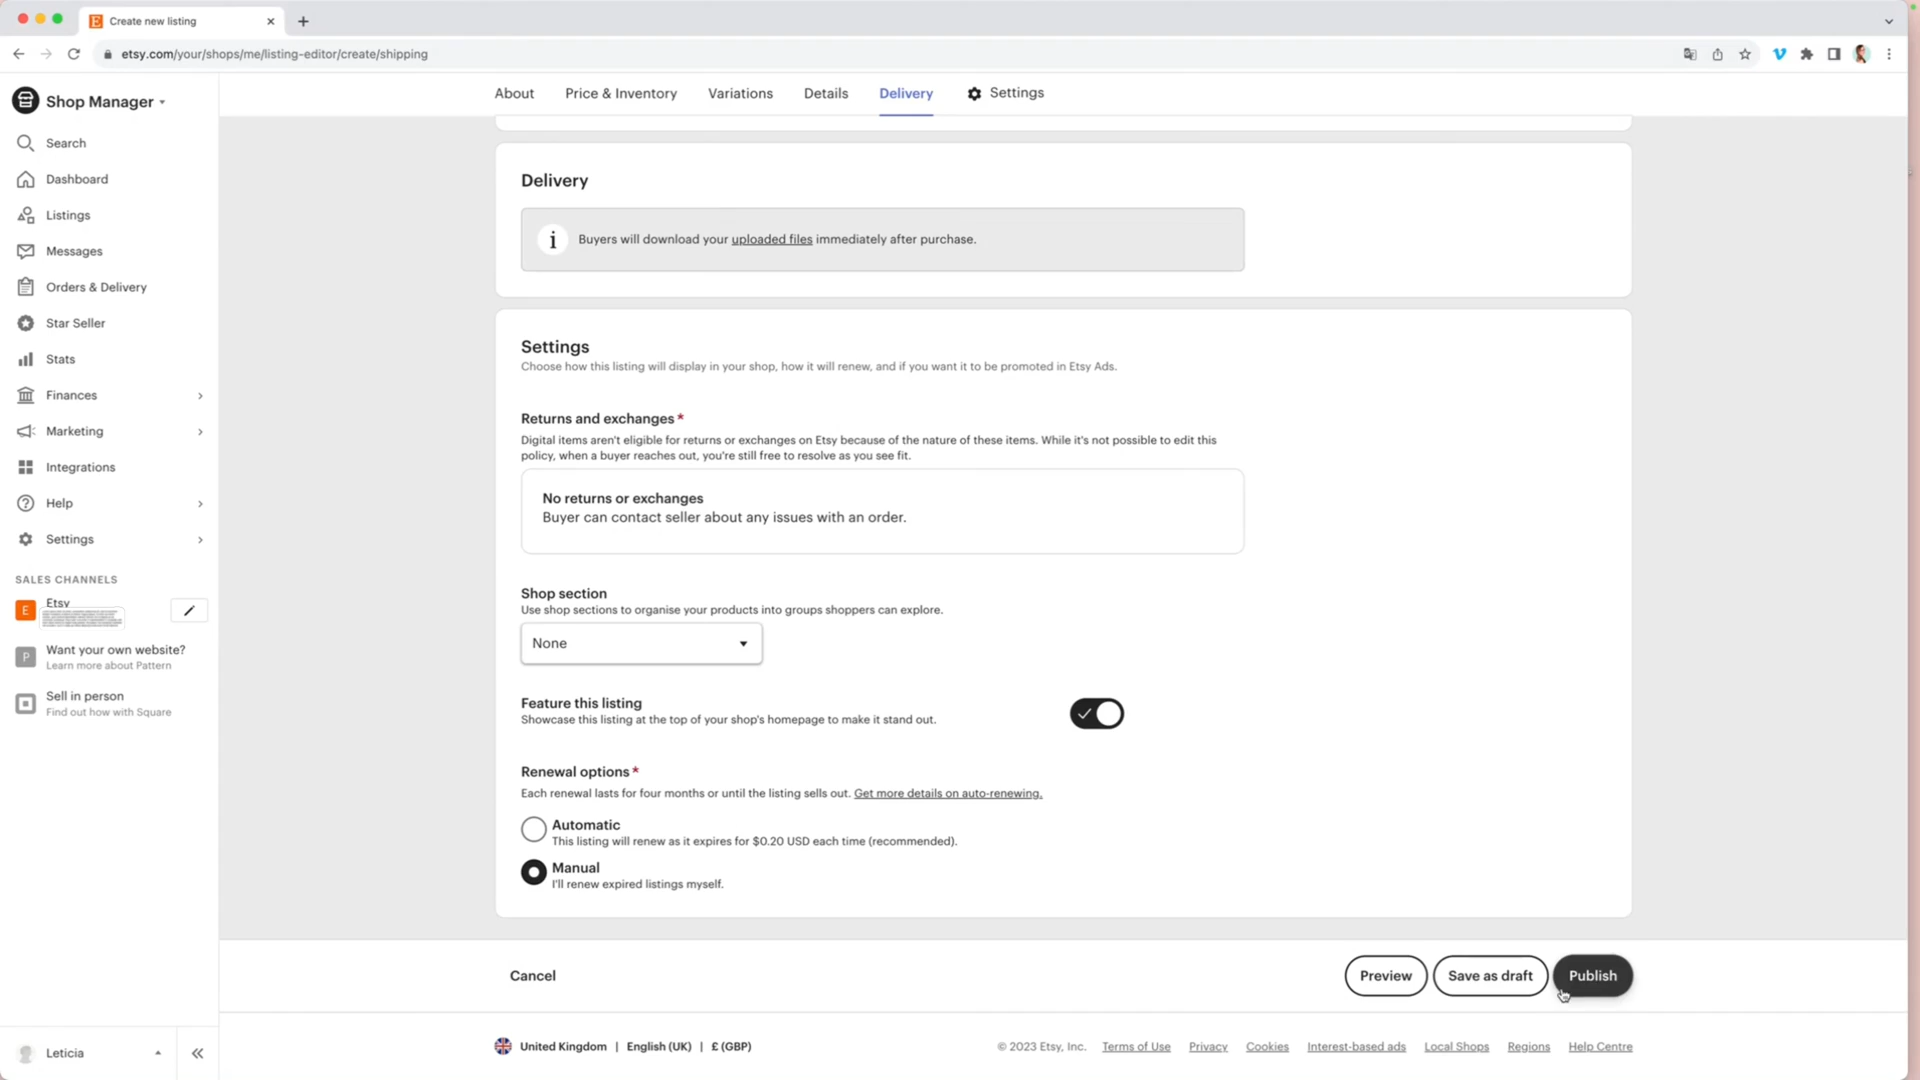 Create new listing
etsy.com/your/shops/me/listing-editor/create/shipping
Shop Manager
Search
Dashboard
Listings
Messages
Orders & Delivery
Star Seller
Stats
Finances
Marketing
Integrations
Help
Settings
SALES CHANNELS
Etsy
Want your own website?
Learn more about Pattern
Sell in person
Find out how with Square
Leticia
About
Price & Inventory
Variations
Details
Delivery
Settings
Delivery
Buyers will download your uploaded files immediately after purchase.
Settings
Choose how this listing will display in your shop, how it will renew, and if you want it to be promoted in Etsy Ads.
Returns and exchanges *
Digital items aren't eligible for returns or exchanges on Etsy because of the nature of these items. While it's not possible to edit this
policy, when a buyer reaches out, you're still free to resolve as you see fit.
No returns or exchanges
Buyer can contact seller about any issues with an order.
Shop section
Use shop sections to organise your products into groups shoppers can explore.
None
Feature this listing
Showcase this listing at the top of your shop's homepage to make it stand out.
Renewal options *
Each renewal lasts for four months or until the listing sells out. Get more details on auto-renewing.
Automatic
This listing will renew as it expires for $0.20 USD each time (recommended).
Manual
I'll renew expired listings myself.
Cancel
Preview
Save as draft
Publish
United Kingdom | English (UK) | £ (GBP)
© 2023 Etsy, Inc. Terms of Use Privacy Cookies Interest-based ads Local Shops Regions Help Centre